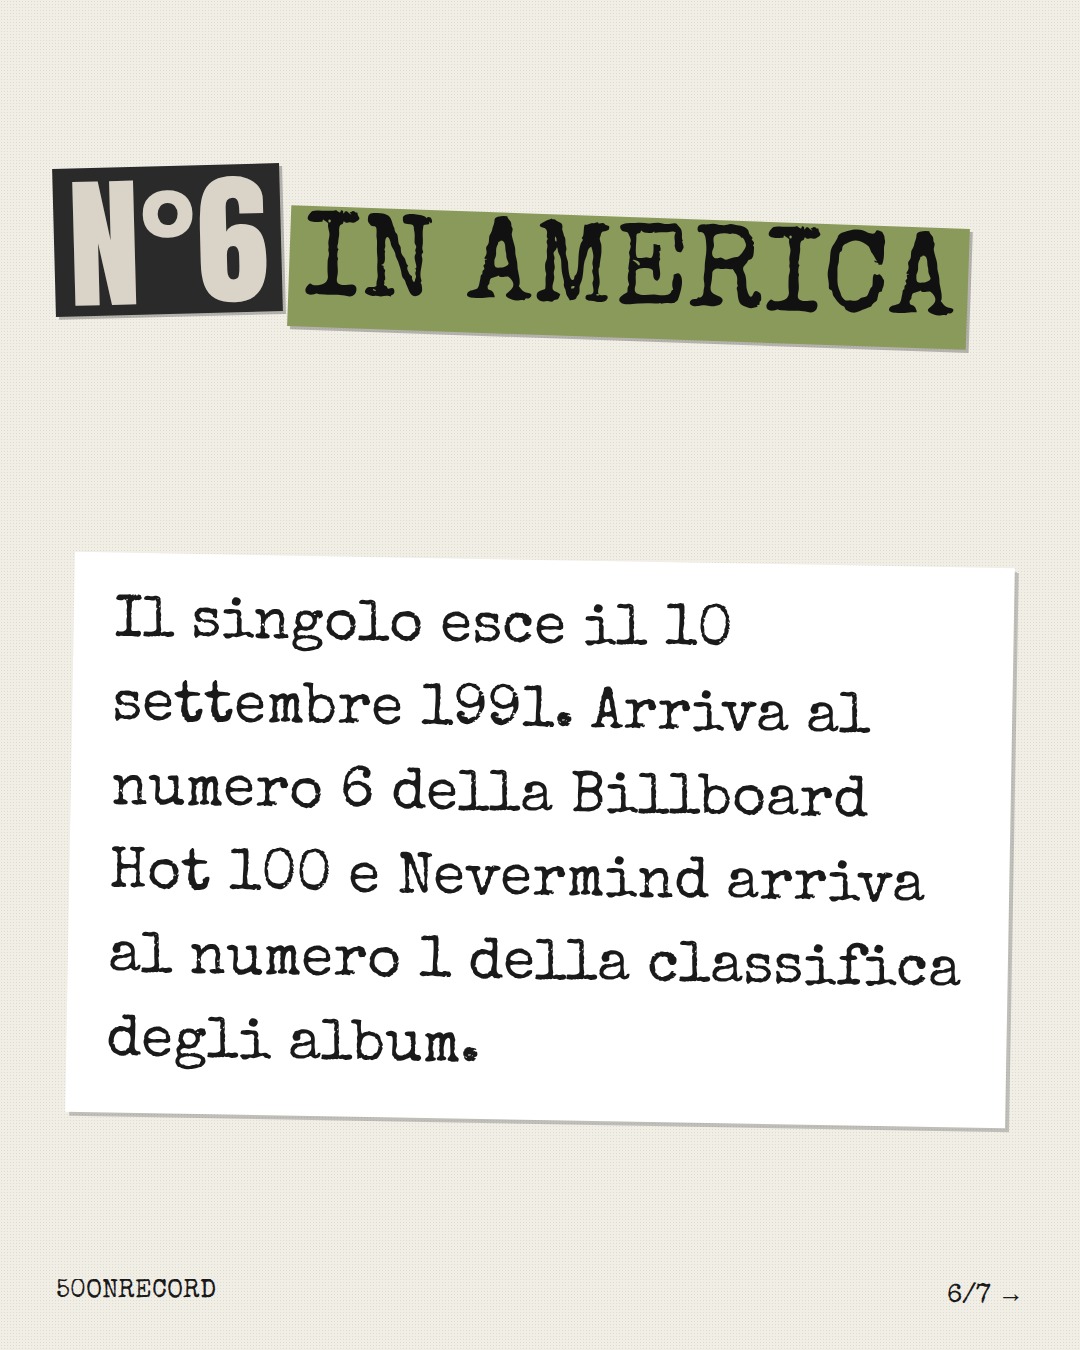 N°6
IN AMERICA
Il singolo esce il 10
settembre 1991. Arriva al
numero 6 della Billboard
Hot 100 e Nevermind arriva
al numero 1 della classifica
degli album.
500NRECORD
6/7 →